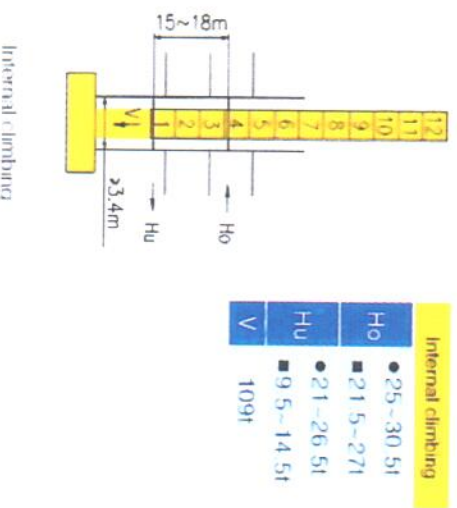 15~18m
12
11
10
9
8
7
6
5
4
3
2
1
V
Ho
Hu
≥3.4m
Internal climbing
Internal climbing
Ho
● 25~30.5t
■ 21.5~27t
Hu
● 21~26.5t
■ 9.5~14.5t
V
109t